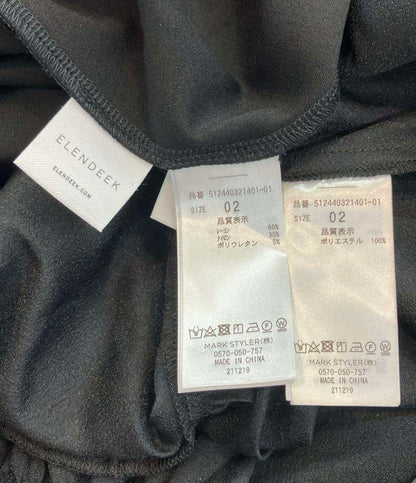 ELENDEEK
ELENDEEK.COM
品番 512440321401-01
SIZE 02
品質表示
レーヨン 60%
ナイロン 35%
ポリウレタン 5%
MARK STYLER(株)
0570-050-757
MADE IN CHINA
211219
品番 512440321401-01
SIZE 02
品質表示
ポリエステル 100%
MARK STYLER(株)
0570-050-757
MADE IN CHINA
211219